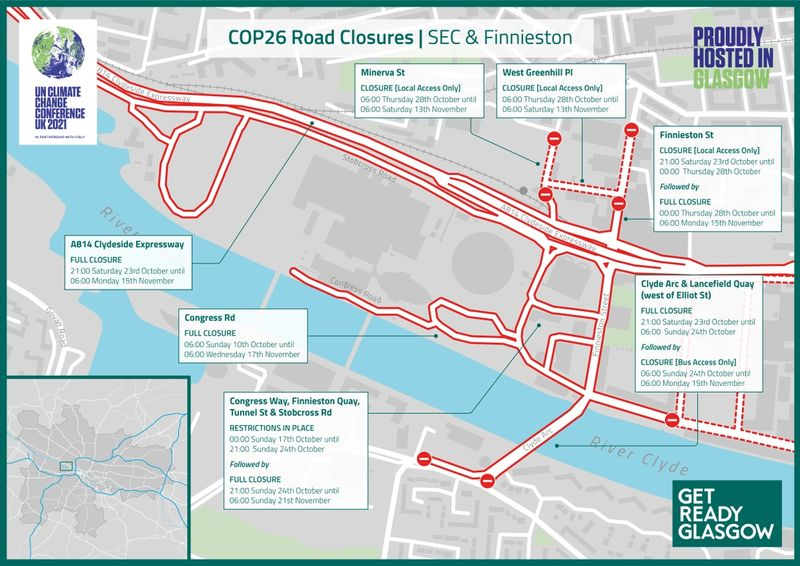 COP26 Road Closures | SEC & Finnieston
UN CLIMATE
CHANGE
CONFERENCE
UK 2021
IN PARTNERSHIP WITH ITALY
PROUDLY
HOSTED IN
GLASGOW
Minerva St
CLOSURE [Local Access Only]
06:00 Thursday 28th October until
06:00 Saturday 13th November
West Greenhill Pl
CLOSURE [Local Access Only]
06:00 Thursday 28th October until
06:00 Saturday 13th November
Finnieston St
CLOSURE [Local Access Only]
21:00 Saturday 23rd October until
00:00 Thursday 28th October
Followed by
FULL CLOSURE
00:00 Thursday 28th October until
06:00 Monday 15th November
A814 Clydeside Expressway
Stobcross Road
A814 Clydeside Expressway
River
A814 Clydeside Expressway
FULL CLOSURE
21:00 Saturday 23rd October until
06:00 Monday 15th November
Congress Road
Finnieston Street
Govan Road
Clyde Arc & Lancefield Quay
(west of Elliot St)
FULL CLOSURE
21:00 Saturday 23rd October until
06:00 Sunday 24th October
Followed by
CLOSURE [Bus Access Only]
06:00 Sunday 24th October until
06:00 Monday 15th November
Congress Rd
FULL CLOSURE
06:00 Sunday 10th October until
06:00 Wednesday 17th November
Congress Way, Finnieston Quay,
Tunnel St & Stobcross Rd
RESTRICTIONS IN PLACE
00:00 Sunday 17th October until
21:00 Sunday 24th October
Followed by
FULL CLOSURE
21:00 Sunday 24th October until
06:00 Sunday 21st November
Clyde Arc
River Clyde
GET
READY
GLASGOW